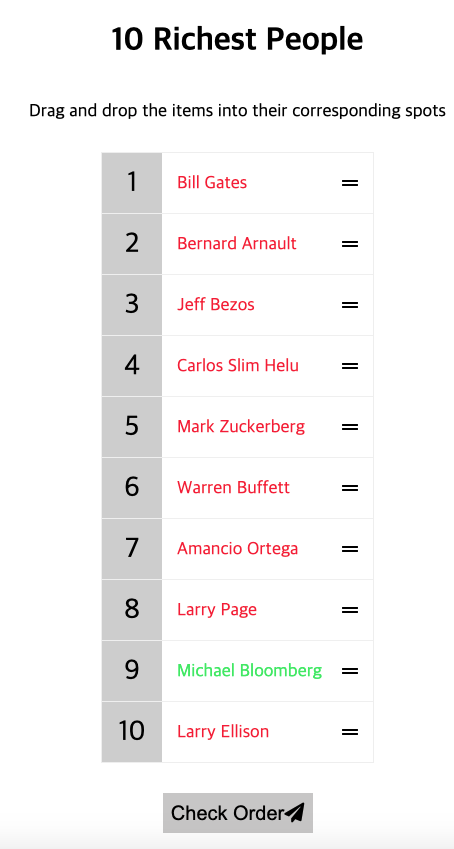 10 Richest People
Drag and drop the items into their corresponding spots
1 Bill Gates
2 Bernard Arnault
3 Jeff Bezos
4 Carlos Slim Helu
5 Mark Zuckerberg
6 Warren Buffett
7 Amancio Ortega
8 Larry Page
9 Michael Bloomberg
10 Larry Ellison
Check Order